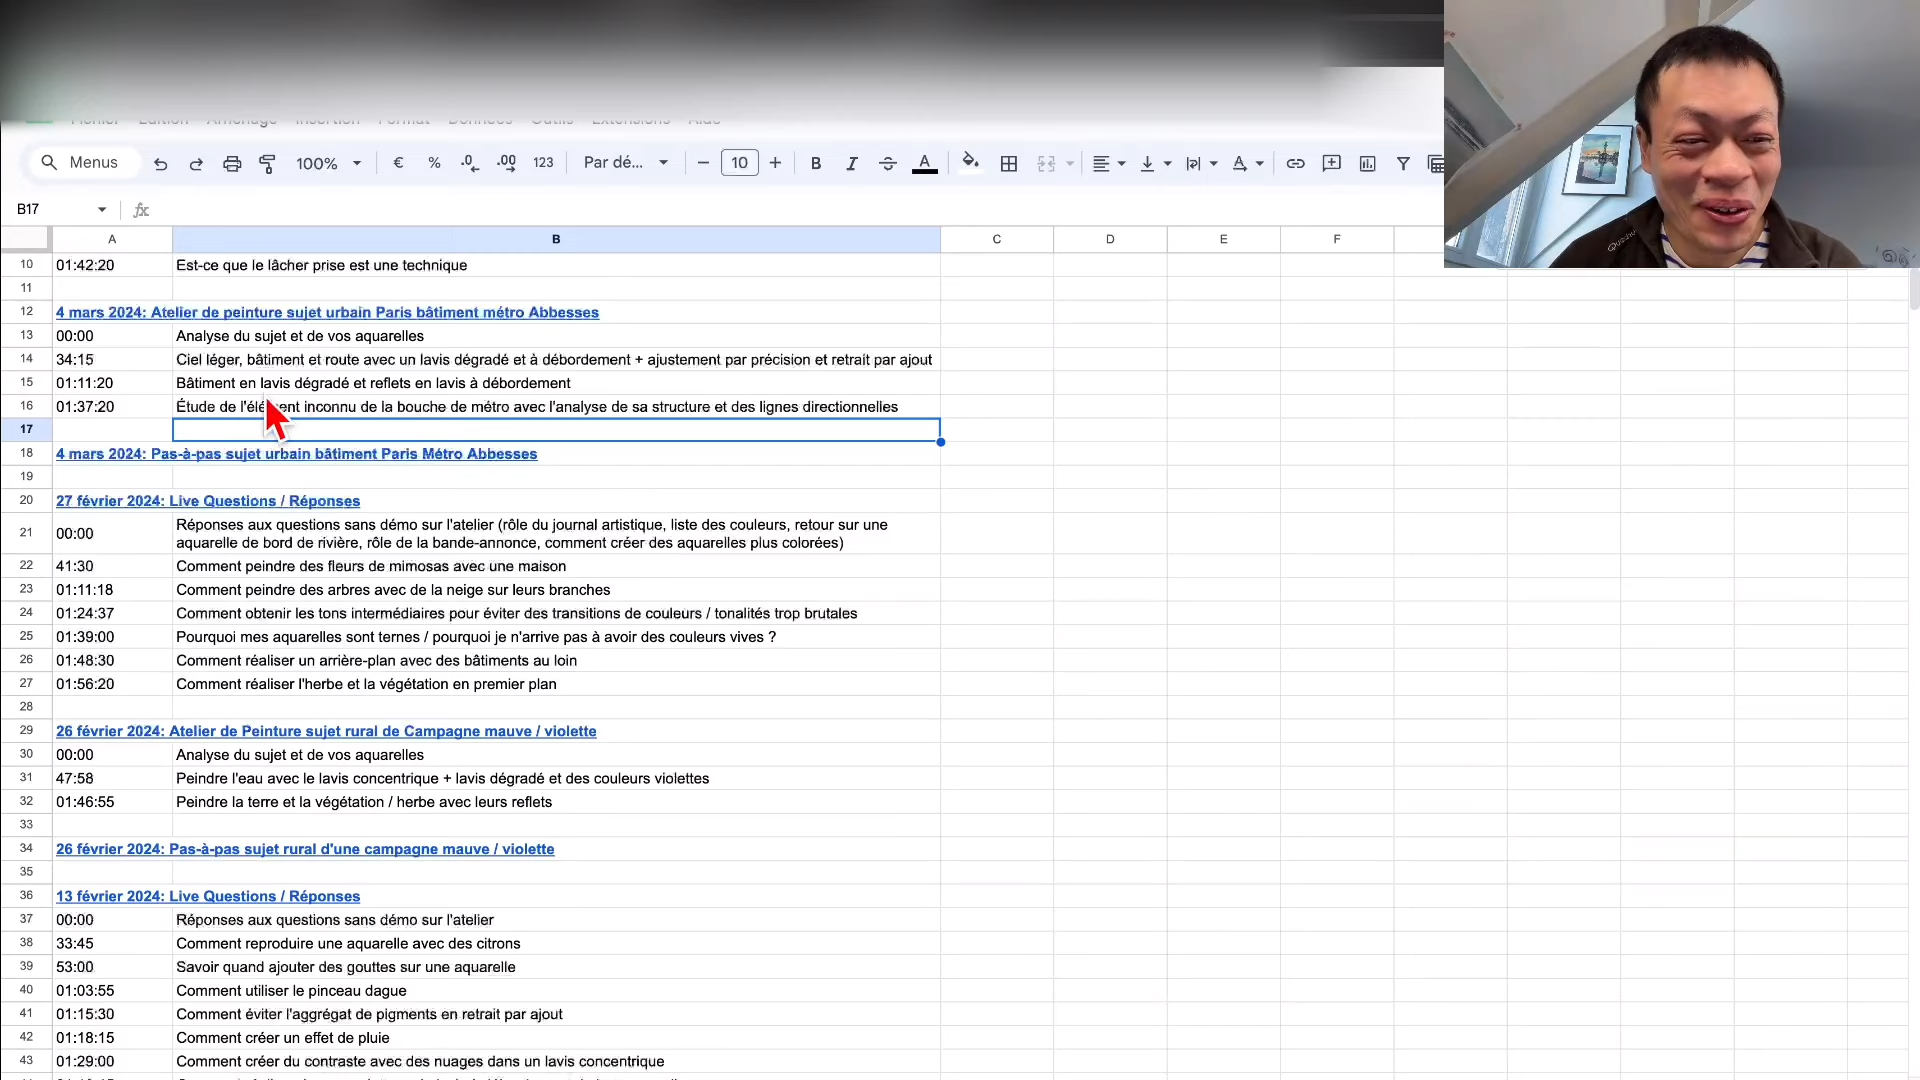 Fichier Édition Affichage Insertion Format Données Outils Extensions Aide
Menus 100% € % .0 .00 123 Par dé... 10 B I A
B17 fx
A B C D E F
10 01:42:20 Est-ce que le lâcher prise est une technique
11
12 4 mars 2024: Atelier de peinture sujet urbain Paris bâtiment métro Abbesses
13 00:00 Analyse du sujet et de vos aquarelles
14 34:15 Ciel léger, bâtiment et route avec un lavis dégradé et à débordement + ajustement par précision et retrait par ajout
15 01:11:20 Bâtiment en lavis dégradé et reflets en lavis à débordement
16 01:37:20 Étude de l'élément inconnu de la bouche de métro avec l'analyse de sa structure et des lignes directionnelles
17
18 4 mars 2024: Pas-à-pas sujet urbain bâtiment Paris Métro Abbesses
19
20 27 février 2024: Live Questions / Réponses
21 00:00 Réponses aux questions sans démo sur l'atelier (rôle du journal artistique, liste des couleurs, retour sur une
aquarelle de bord de rivière, rôle de la bande-annonce, comment créer des aquarelles plus colorées)
22 41:30 Comment peindre des fleurs de mimosas avec une maison
23 01:11:18 Comment peindre des arbres avec de la neige sur leurs branches
24 01:24:37 Comment obtenir les tons intermédiaires pour éviter des transitions de couleurs / tonalités trop brutales
25 01:39:00 Pourquoi mes aquarelles sont ternes / pourquoi je n'arrive pas à avoir des couleurs vives ?
26 01:48:30 Comment réaliser un arrière-plan avec des bâtiments au loin
27 01:56:20 Comment réaliser l'herbe et la végétation en premier plan
28
29 26 février 2024: Atelier de Peinture sujet rural de Campagne mauve / violette
30 00:00 Analyse du sujet et de vos aquarelles
31 47:58 Peindre l'eau avec le lavis concentrique + lavis dégradé et des couleurs violettes
32 01:46:55 Peindre la terre et la végétation / herbe avec leurs reflets
33
34 26 février 2024: Pas-à-pas sujet rural d'une campagne mauve / violette
35
36 13 février 2024: Live Questions / Réponses
37 00:00 Réponses aux questions sans démo sur l'atelier
38 33:45 Comment reproduire une aquarelle avec des citrons
39 53:00 Savoir quand ajouter des gouttes sur une aquarelle
40 01:03:55 Comment utiliser le pinceau dague
41 01:15:30 Comment éviter l'aggrégat de pigments en retrait par ajout
42 01:18:15 Comment créer un effet de pluie
43 01:29:00 Comment créer du contraste avec des nuages dans un lavis concentrique